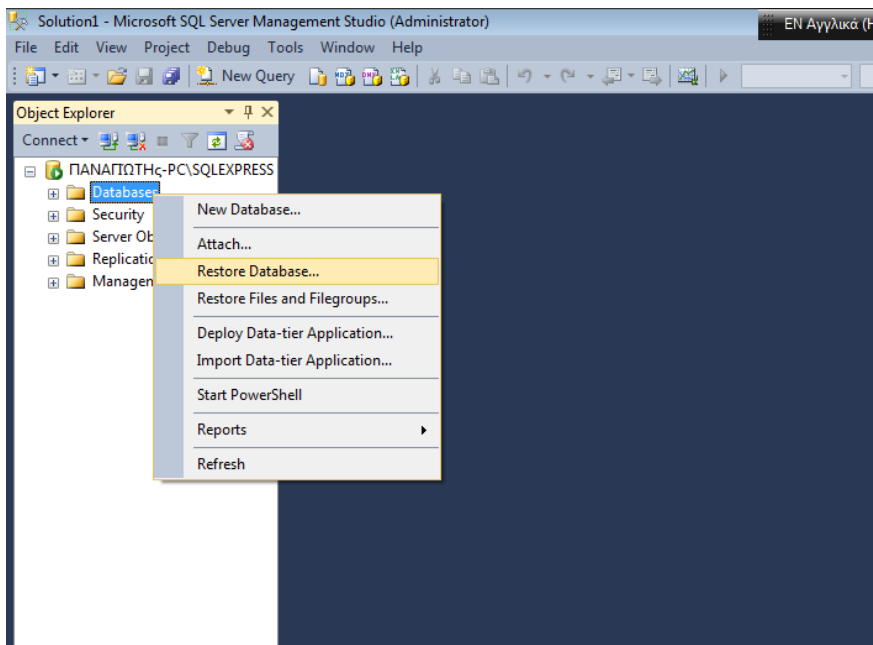 Solution1 - Microsoft SQL Server Management Studio (Administrator)
EN Αγγλικά (Η
File Edit View Project Debug Tools Window Help
New Query
Object Explorer
Connect
ΠΑΝΑΓΙΩΤΗς-PC\SQLEXPRESS
Databases
Security
Server Ob
Replicatio
Managen
New Database...
Attach...
Restore Database...
Restore Files and Filegroups...
Deploy Data-tier Application...
Import Data-tier Application...
Start PowerShell
Reports
Refresh